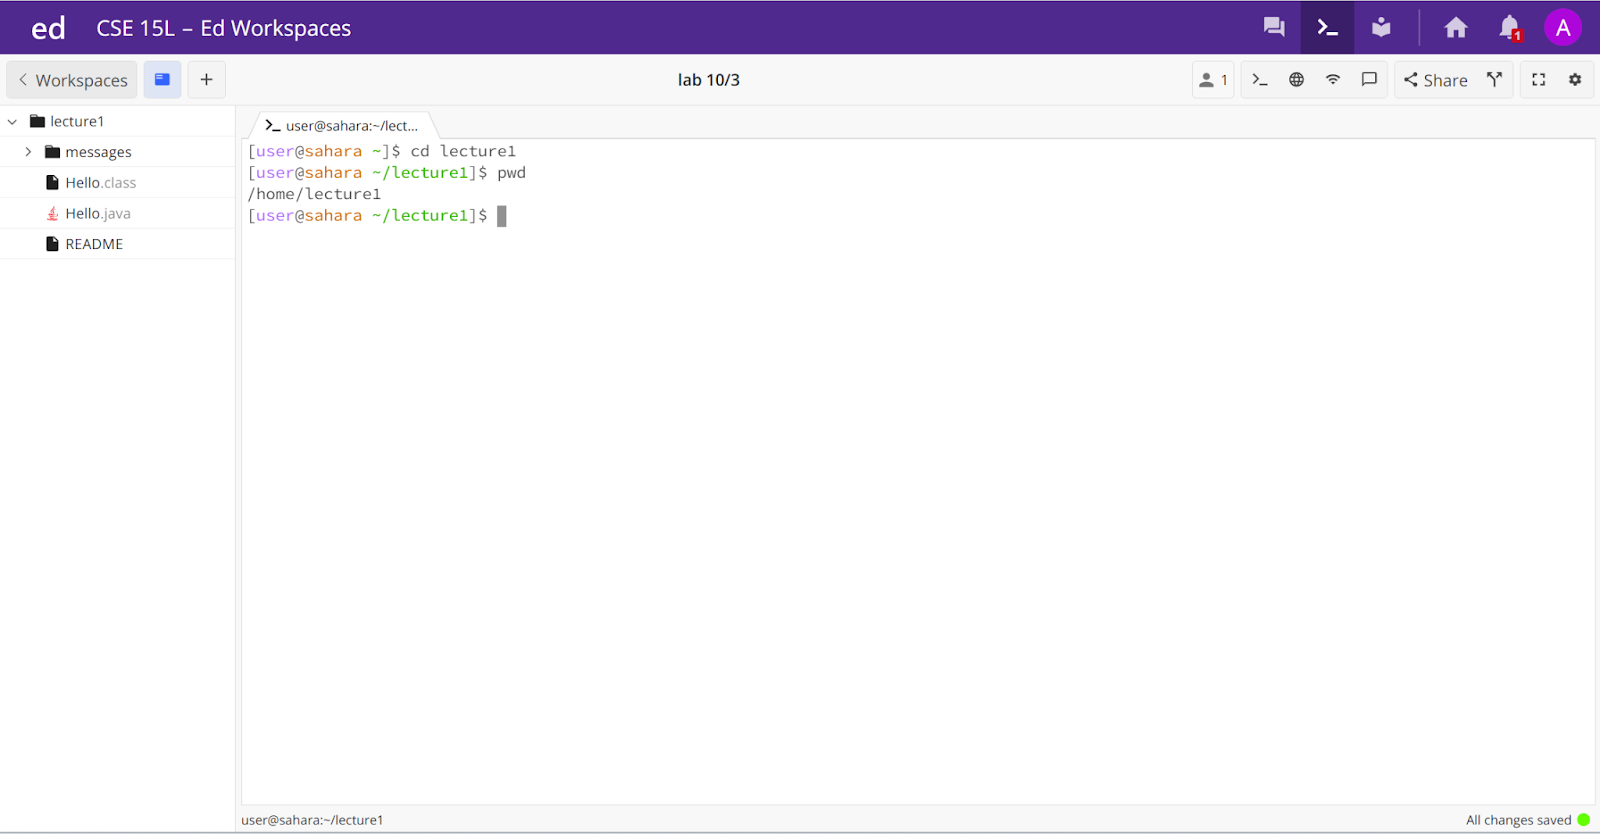 ed CSE 15L – Ed Workspaces 1 A
Workspaces + lab 10/3 1 Share
lecture1
messages
Hello.class
Hello.java
README
user@sahara:~/lect...
[user@sahara ~]$ cd lecture1
[user@sahara ~/lecture1]$ pwd
/home/lecture1
[user@sahara ~/lecture1]$
user@sahara:~/lecture1 All changes saved